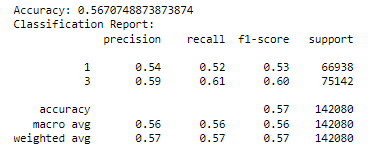 Accuracy: 0.5670748873873874
Classification Report:
precision recall f1-score support
1 0.54 0.52 0.53 66938
3 0.59 0.61 0.60 75142
accuracy 0.57 142080
macro avg 0.56 0.56 0.56 142080
weighted avg 0.57 0.57 0.57 142080